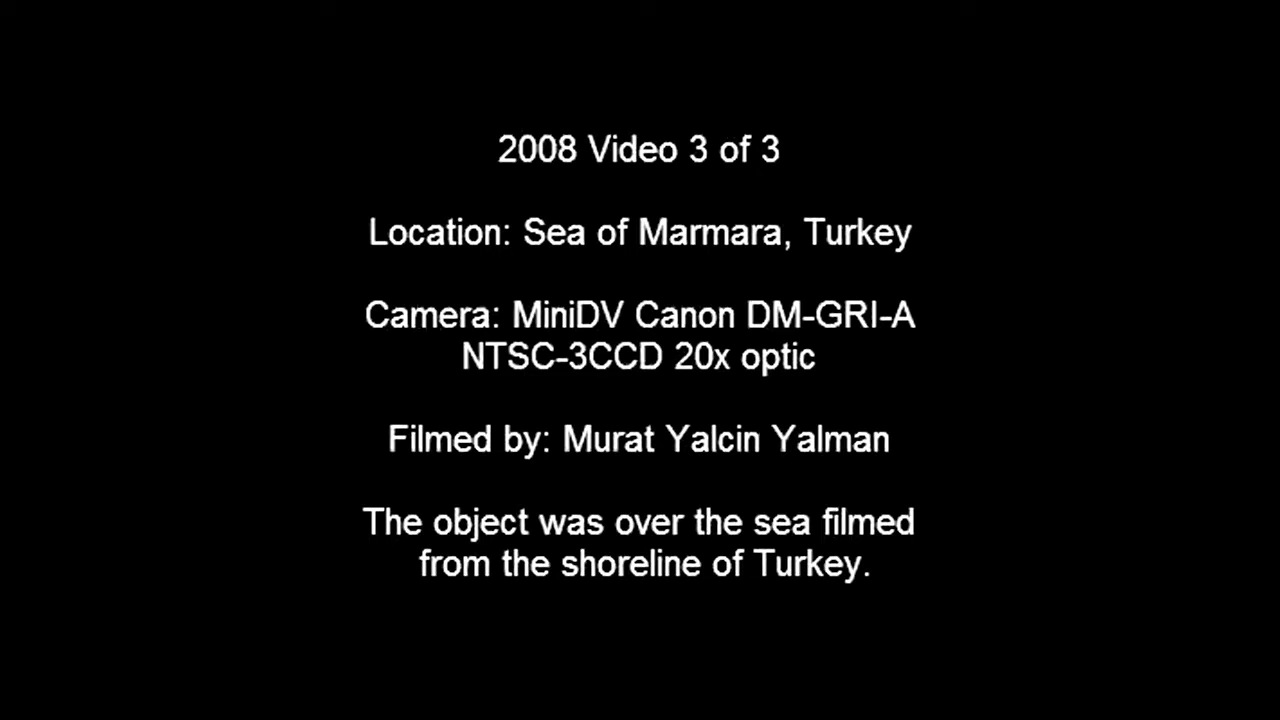 2008 Video 3 of 3
Location: Sea of Marmara, Turkey
Camera: MiniDV Canon DM-GRI-A
NTSC-3CCD 20x optic
Filmed by: Murat Yalcin Yalman
The object was over the sea filmed
from the shoreline of Turkey.